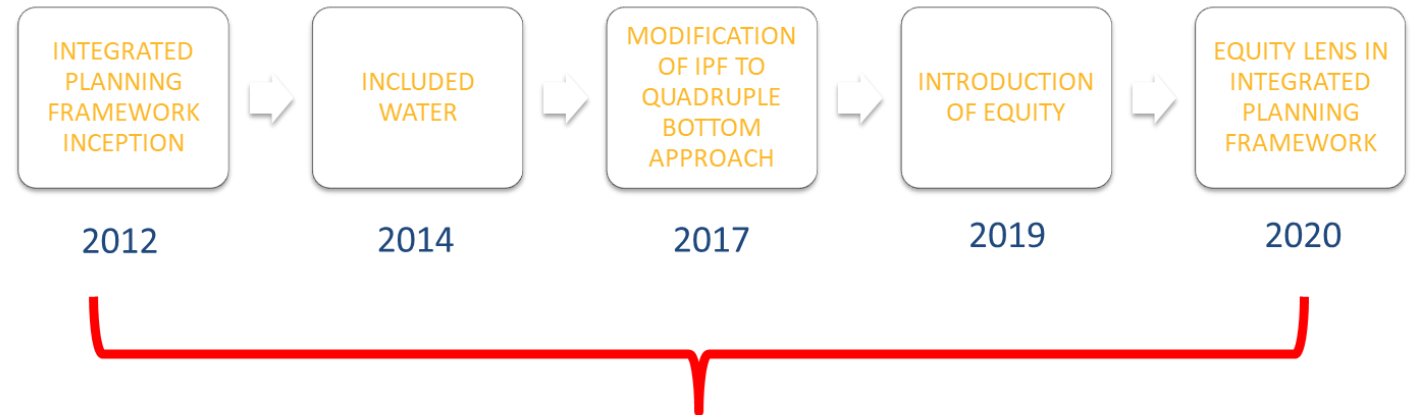 INTEGRATED
PLANNING
FRAMEWORK
INCEPTION
INCLUDED
WATER
MODIFICATION
OF IPF TO
QUADRUPLE
BOTTOM
APPROACH
INTRODUCTION
OF EQUITY
EQUITY LENS IN
INTEGRATED
PLANNING
FRAMEWORK
2012
2014
2017
2019
2020